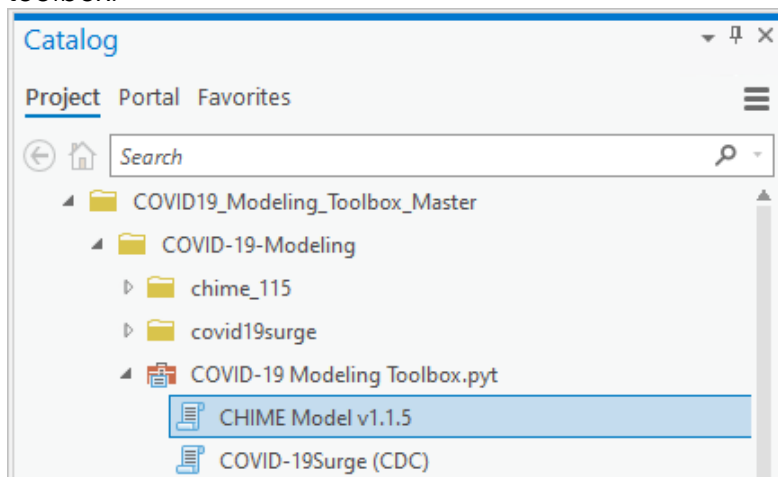 Catalog
Project Portal Favorites
Search
COVID19_Modeling_Toolbox_Master
COVID-19-Modeling
chime_115
covid19surge
COVID-19 Modeling Toolbox.pyt
CHIME Model v1.1.5
COVID-19Surge (CDC)